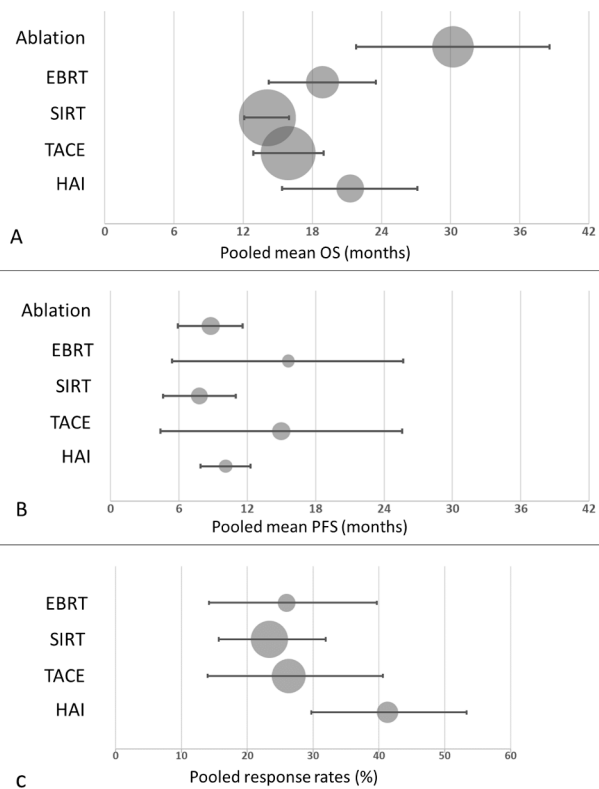 Ablation
EBRT
SIRT
TACE
HAI
0 6 12 18 24 30 36 42
A
Pooled mean OS (months)
Ablation
EBRT
SIRT
TACE
HAI
0 6 12 18 24 30 36 42
B
Pooled mean PFS (months)
EBRT
SIRT
TACE
HAI
0 10 20 30 40 50 60
c
Pooled response rates (%)